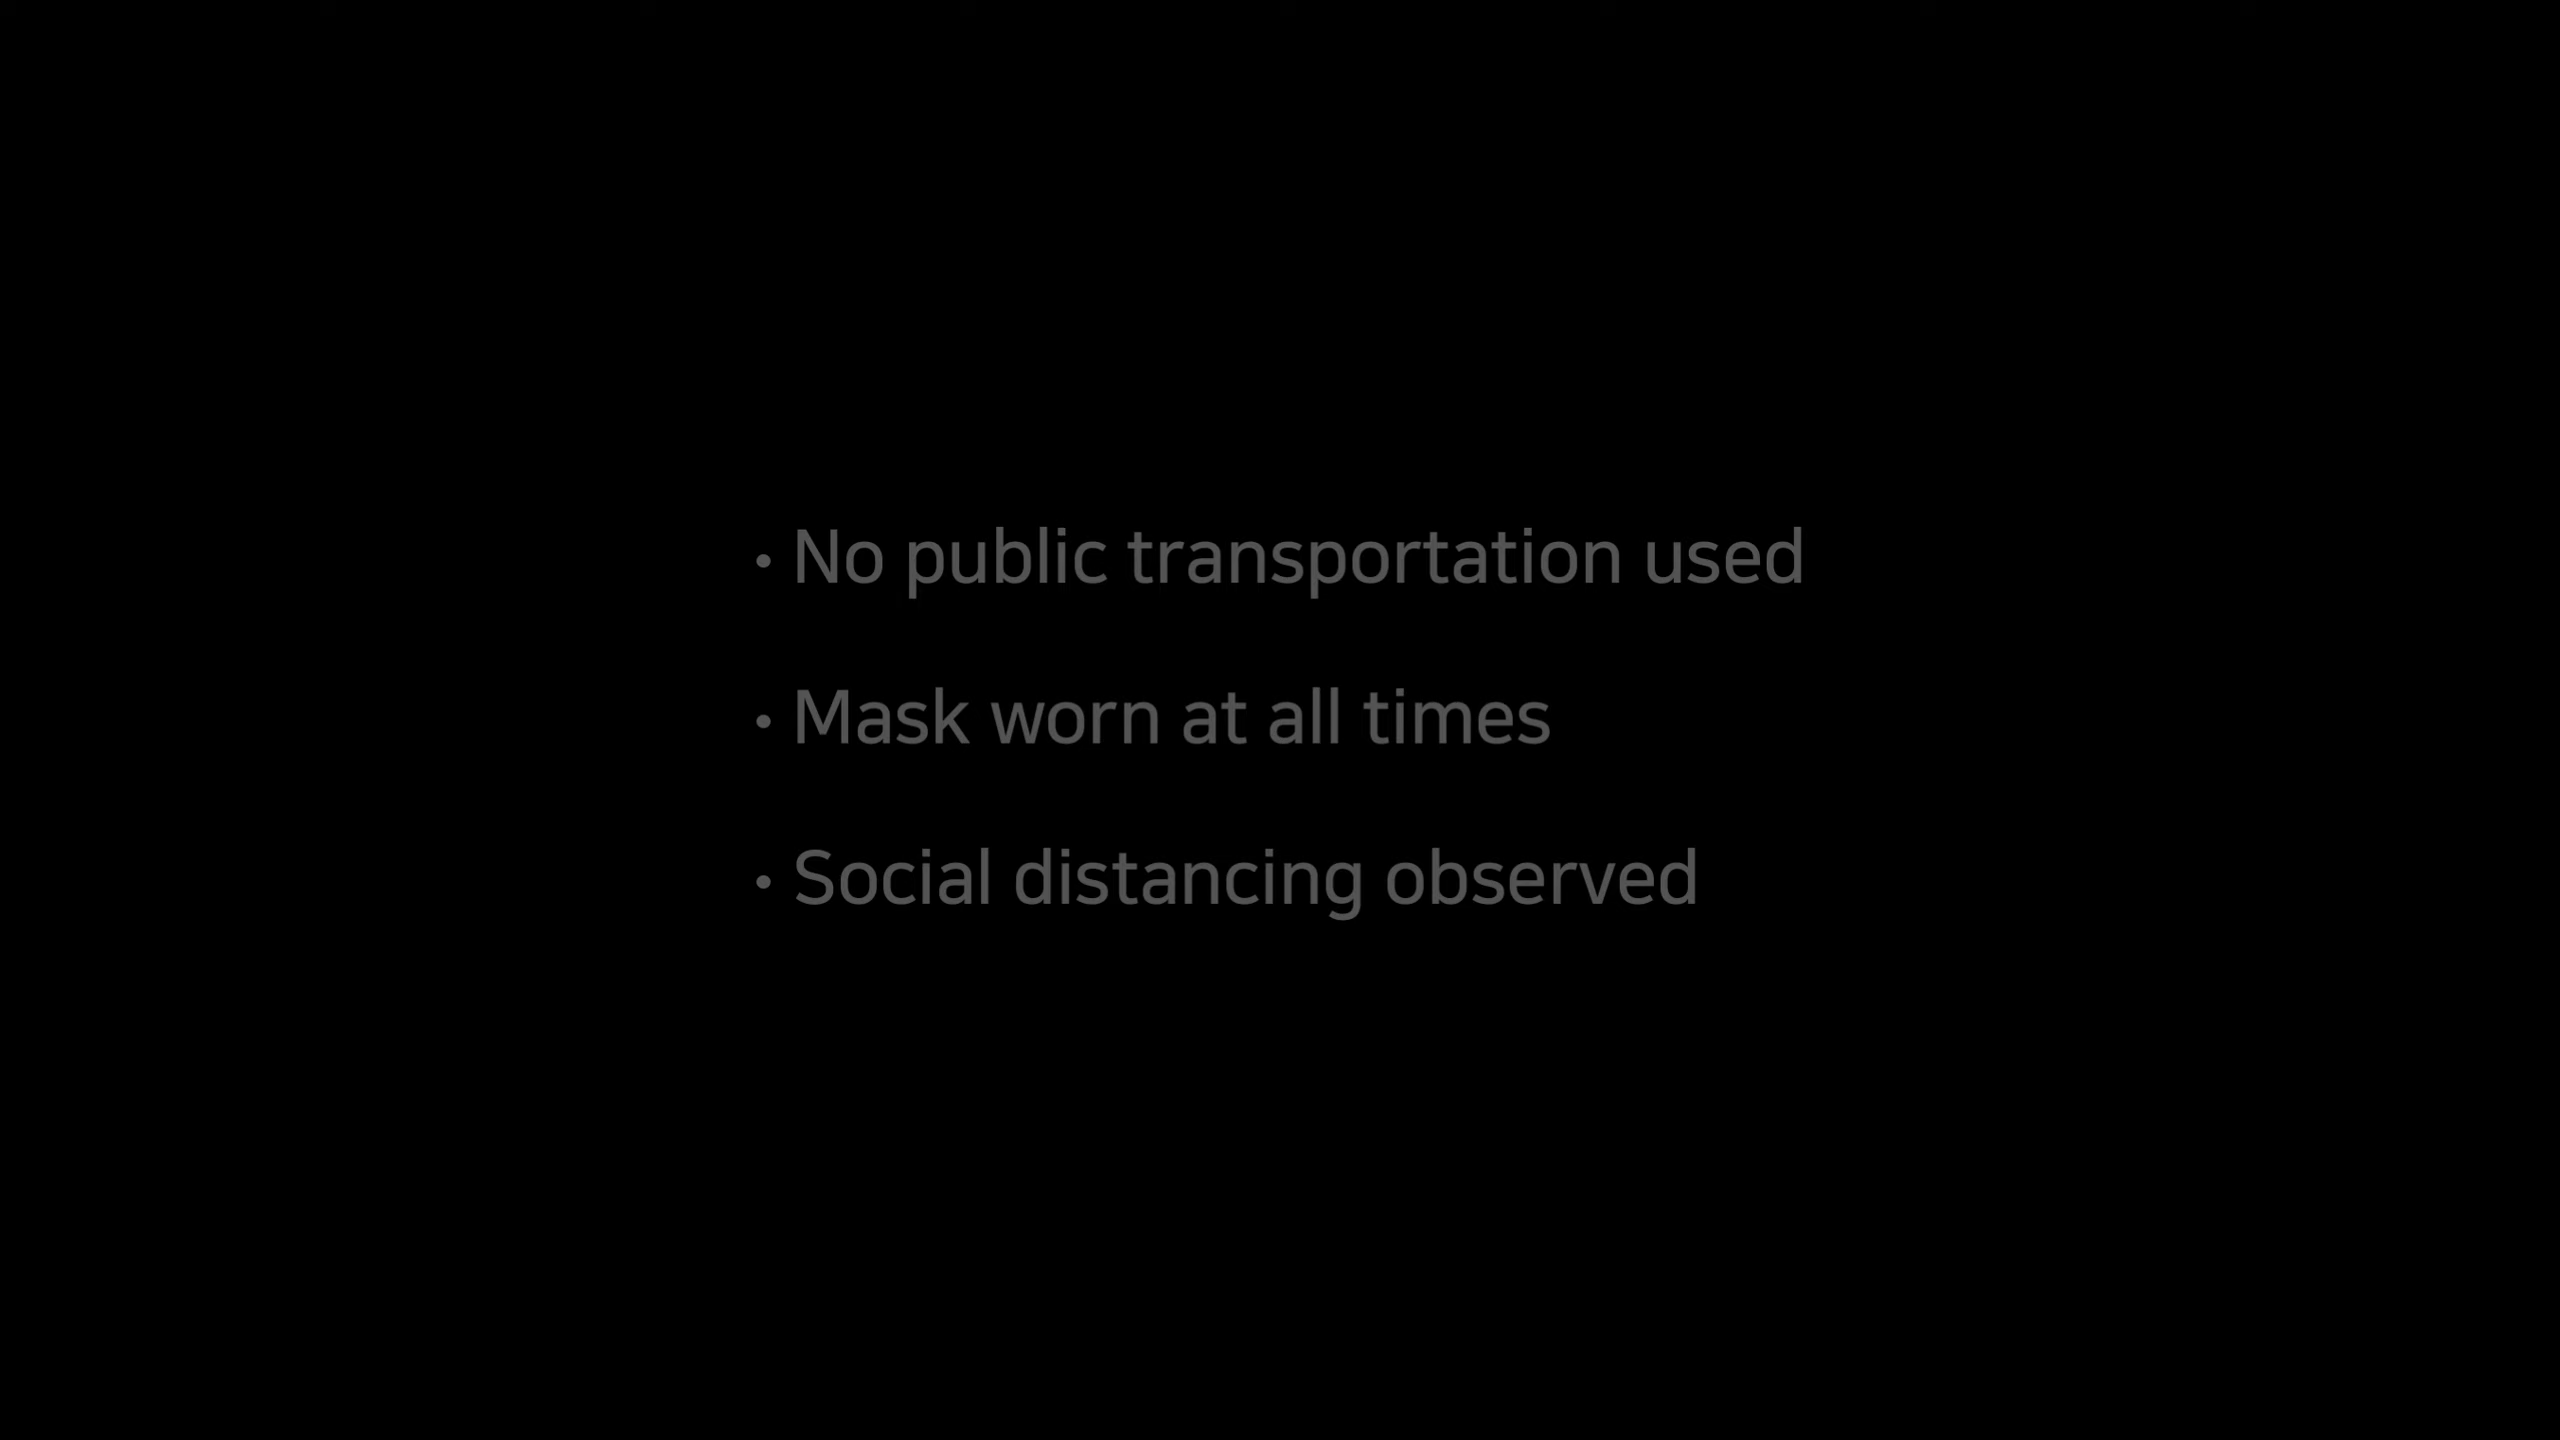 • No public transportation used
• Mask worn at all times
• Social distancing observed